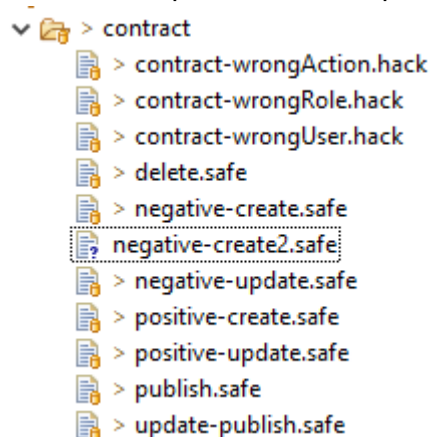 > contract
> contract-wrongAction.hack
> contract-wrongRole.hack
> contract-wrongUser.hack
> delete.safe
> negative-create.safe
negative-create2.safe
> negative-update.safe
> positive-create.safe
> positive-update.safe
> publish.safe
> update-publish.safe